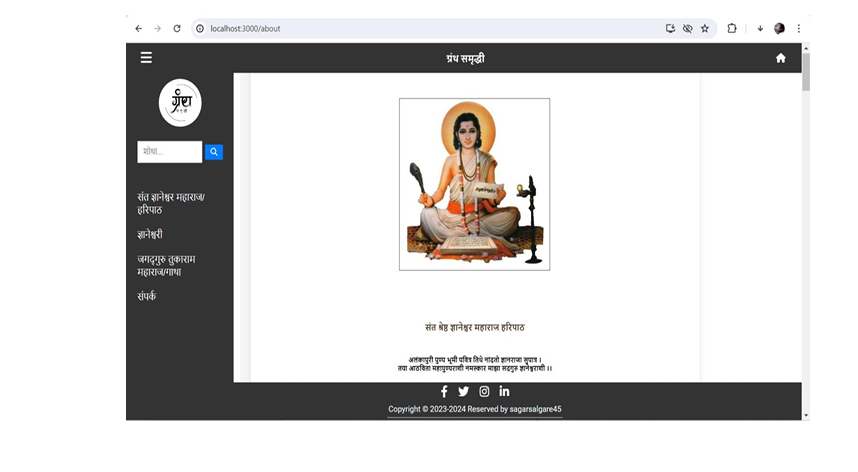 localhost:3000/about
ग्रंथ समृद्धी
शोधा...
संत ज्ञानेश्वर महाराज/
हरिपाठ
ज्ञानेश्वरी
जगद्गुरु तुकाराम
महाराज/गाथा
संपर्क
संत श्रेष्ठ ज्ञानेश्वर महाराज हरिपाठ
अलंकापुरी पुण्य भूमी पवित्र तिथे नांदतो ज्ञानराजा सुपात्र ।
तया आठविता महापुण्यराशी नमस्कार माझा सदगुरु ज्ञानेश्वराशी ।।
Copyright © 2023-2024 Reserved by sagarsalgare45